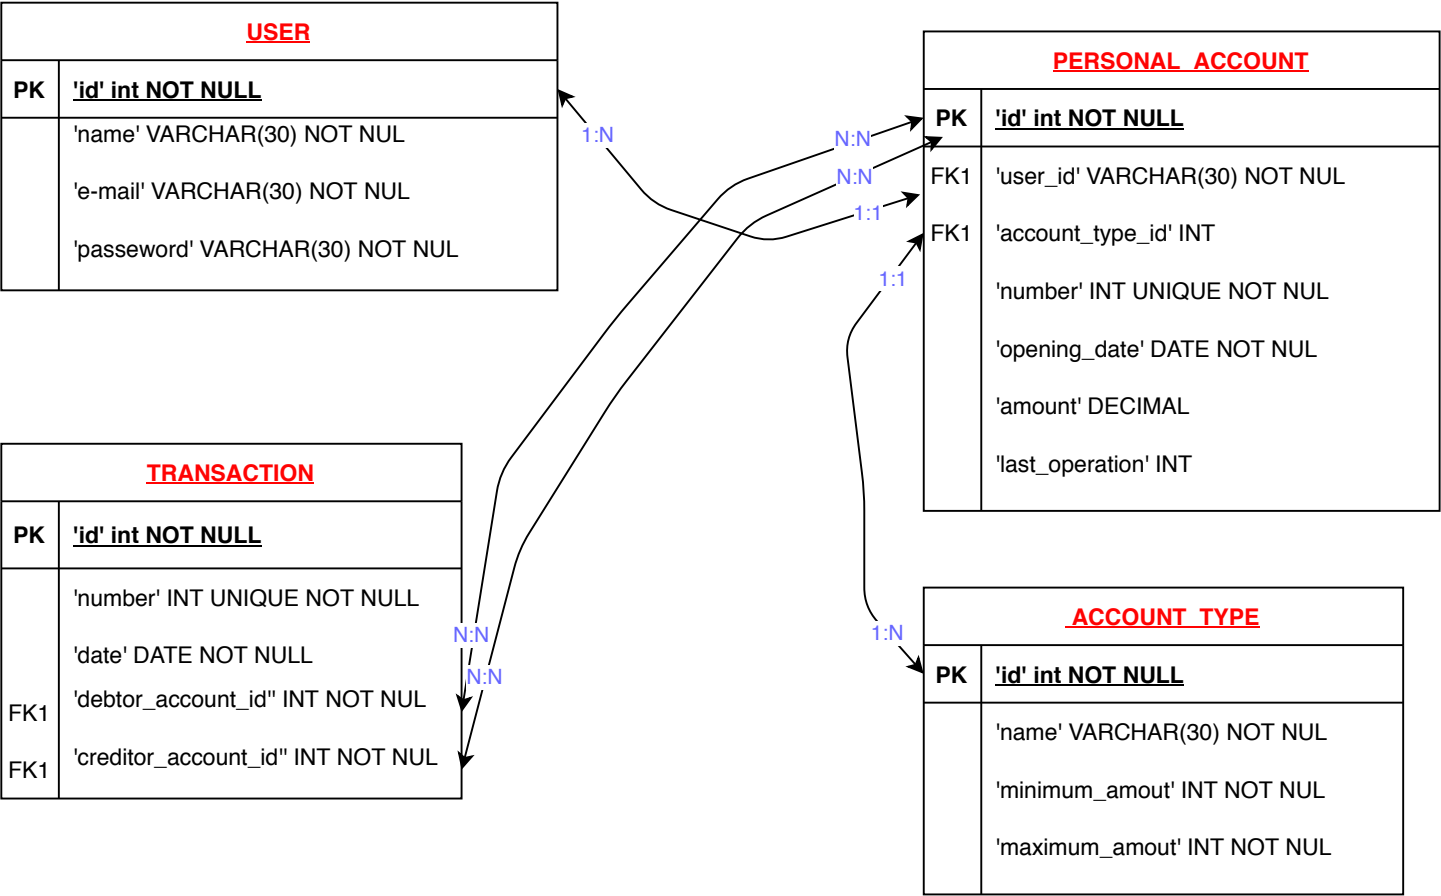 USER
PK 'id' int NOT NULL
'name' VARCHAR(30) NOT NUL
'e-mail' VARCHAR(30) NOT NUL
'passeword' VARCHAR(30) NOT NUL
1:N
N:N
N:N
1:1
1:1
PERSONAL_ACCOUNT
PK 'id' int NOT NULL
FK1 'user_id' VARCHAR(30) NOT NUL
FK1 'account_type_id' INT
'number' INT UNIQUE NOT NUL
'opening_date' DATE NOT NUL
'amount' DECIMAL
'last_operation' INT
TRANSACTION
PK 'id' int NOT NULL
'number' INT UNIQUE NOT NULL
'date' DATE NOT NULL
FK1 'debtor_account_id'' INT NOT NUL
FK1 'creditor_account_id'' INT NOT NUL
N:N
N:N
1:N
ACCOUNT_TYPE
PK 'id' int NOT NULL
'name' VARCHAR(30) NOT NUL
'minimum_amout' INT NOT NUL
'maximum_amout' INT NOT NUL